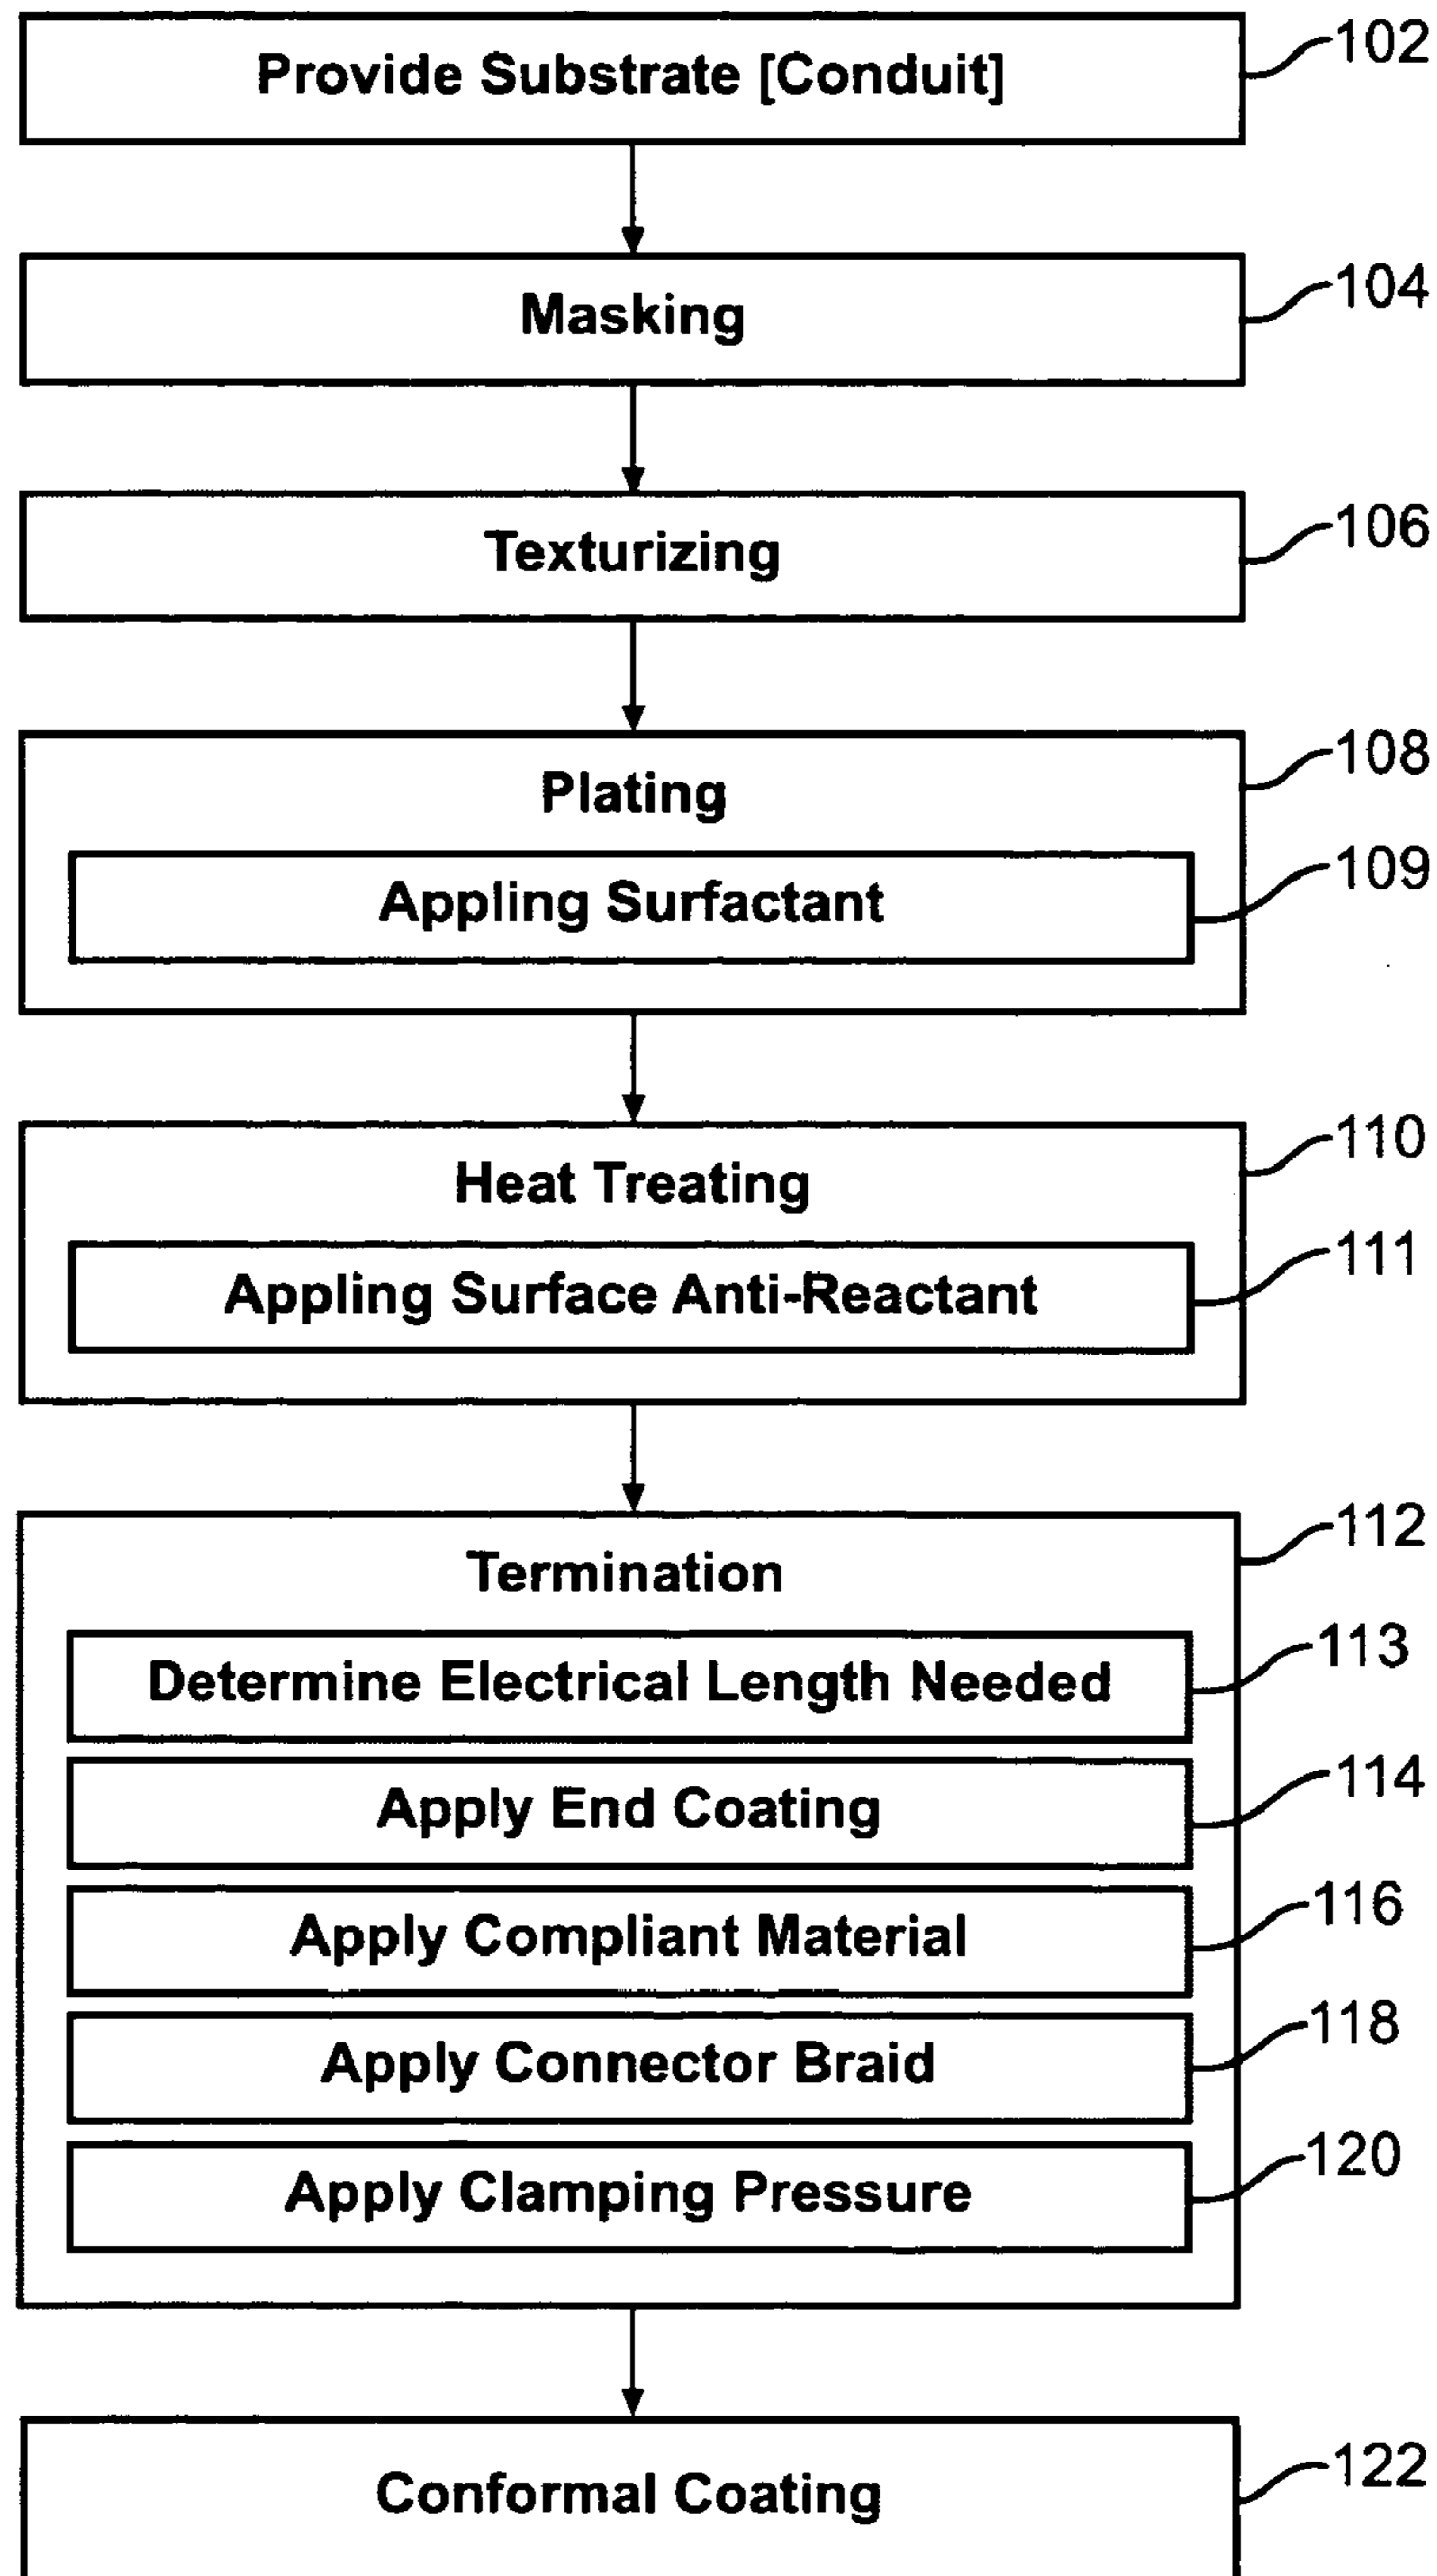 Provide Substrate [Conduit]
102
Masking
104
Texturizing
106
Plating
108
Appling Surfactant
109
Heat Treating
110
Appling Surface Anti-Reactant
111
Termination
112
Determine Electrical Length Needed
113
Apply End Coating
114
Apply Compliant Material
116
Apply Connector Braid
118
Apply Clamping Pressure
120
Conformal Coating
122